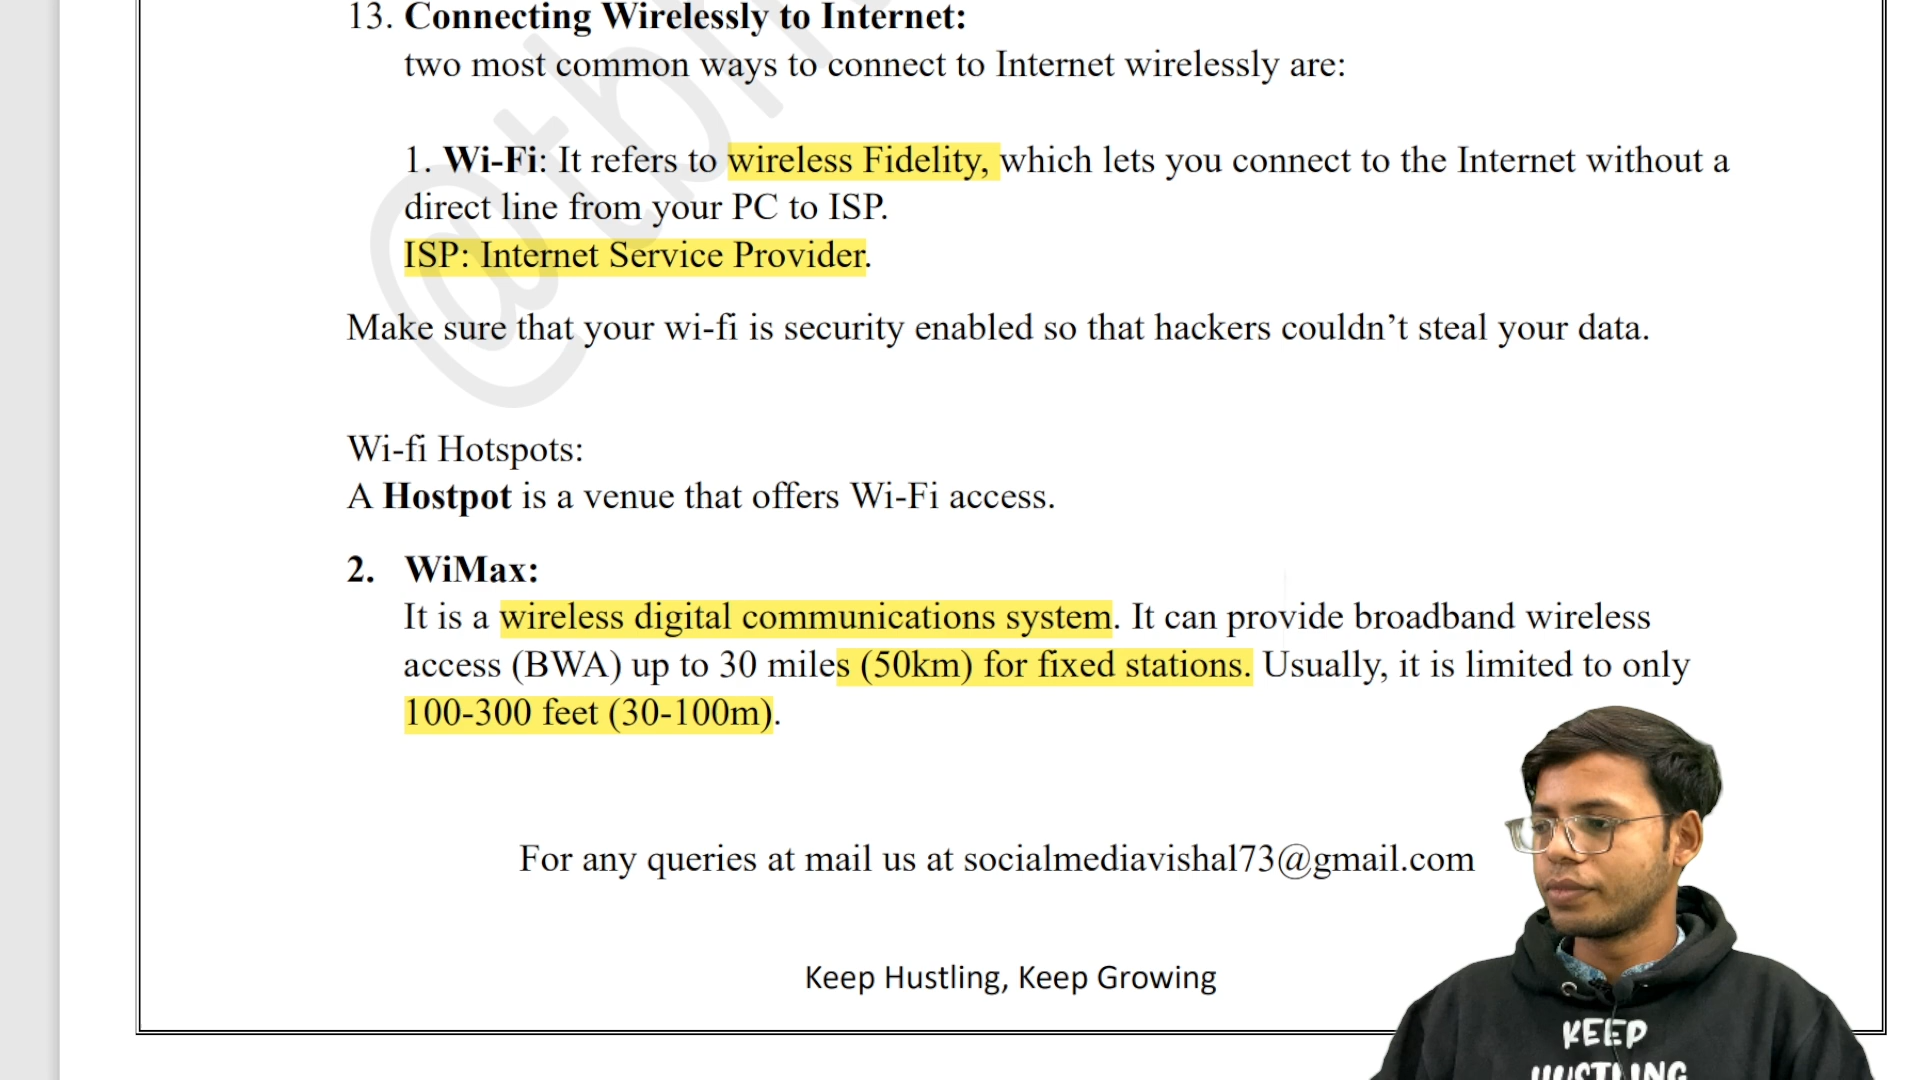 13. Connecting Wirelessly to Internet:
two most common ways to connect to Internet wirelessly are:
1. Wi-Fi: It refers to wireless Fidelity, which lets you connect to the Internet without a
direct line from your PC to ISP.
ISP: Internet Service Provider.
Make sure that your wi-fi is security enabled so that hackers couldn’t steal your data.
Wi-fi Hotspots:
A Hostpot is a venue that offers Wi-Fi access.
2. WiMax:
It is a wireless digital communications system. It can provide broadband wireless
access (BWA) up to 30 miles (50km) for fixed stations. Usually, it is limited to only
100-300 feet (30-100m).
For any queries at mail us at socialmediavishal73@gmail.com
Keep Hustling, Keep Growing
KEEP
HUSTLING